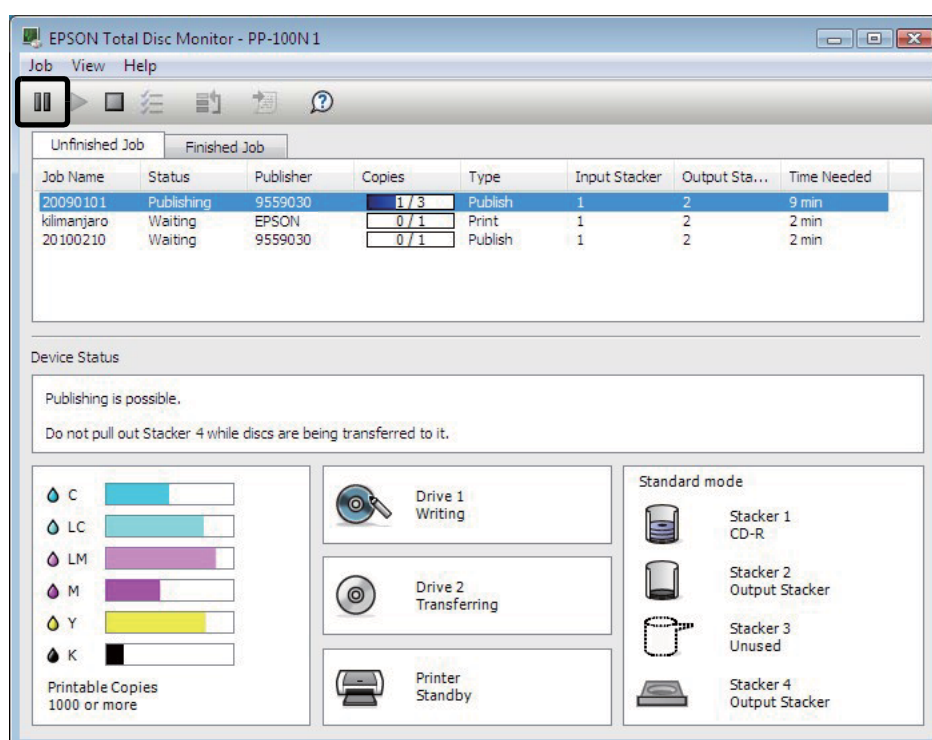 EPSON Total Disc Monitor - PP-100N 1
Job View Help
Unfinished Job Finished Job
Job Name Status Publisher Copies Type Input Stacker Output Sta... Time Needed
20090101 Publishing 9559030 1 / 3 Publish 1 2 9 min
kilimanjaro Waiting EPSON 0 / 1 Print 1 2 2 min
20100210 Waiting 9559030 0 / 1 Publish 1 2 2 min
Device Status
Publishing is possible.
Do not pull out Stacker 4 while discs are being transferred to it.
C
LC
LM
M
Y
K
Printable Copies
1000 or more
Drive 1
Writing
Drive 2
Transferring
Printer
Standby
Standard mode
Stacker 1
CD-R
Stacker 2
Output Stacker
Stacker 3
Unused
Stacker 4
Output Stacker